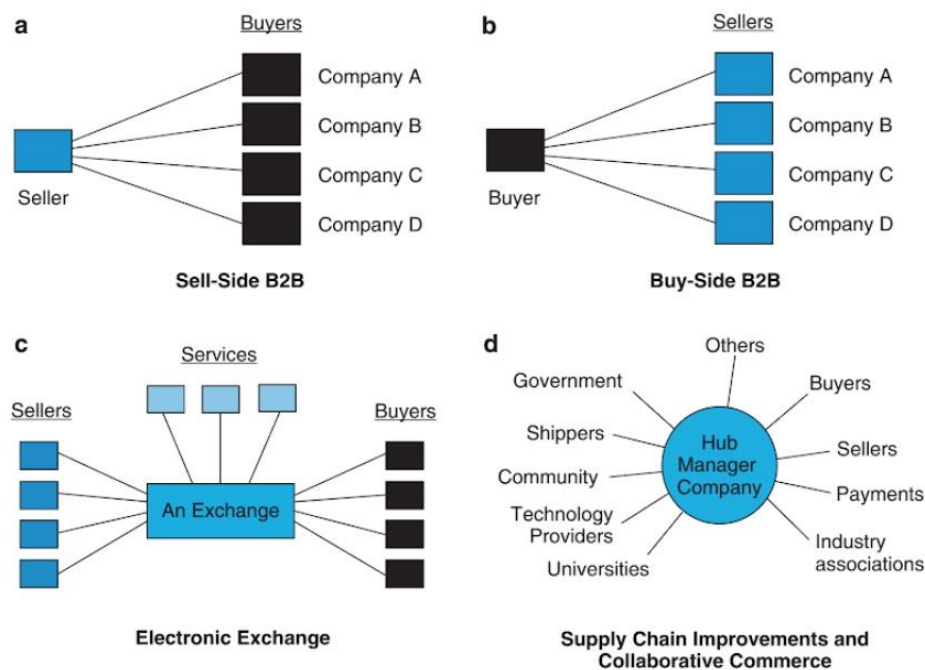 a
Buyers
Company A
Company B
Company C
Company D
Seller
Sell-Side B2B
b
Sellers
Company A
Company B
Company C
Company D
Buyer
Buy-Side B2B
c
Services
Sellers
Buyers
An Exchange
Electronic Exchange
d
Others
Government
Buyers
Shippers
Hub
Manager
Company
Sellers
Community
Payments
Technology
Providers
Industry
associations
Universities
Supply Chain Improvements and
Collaborative Commerce